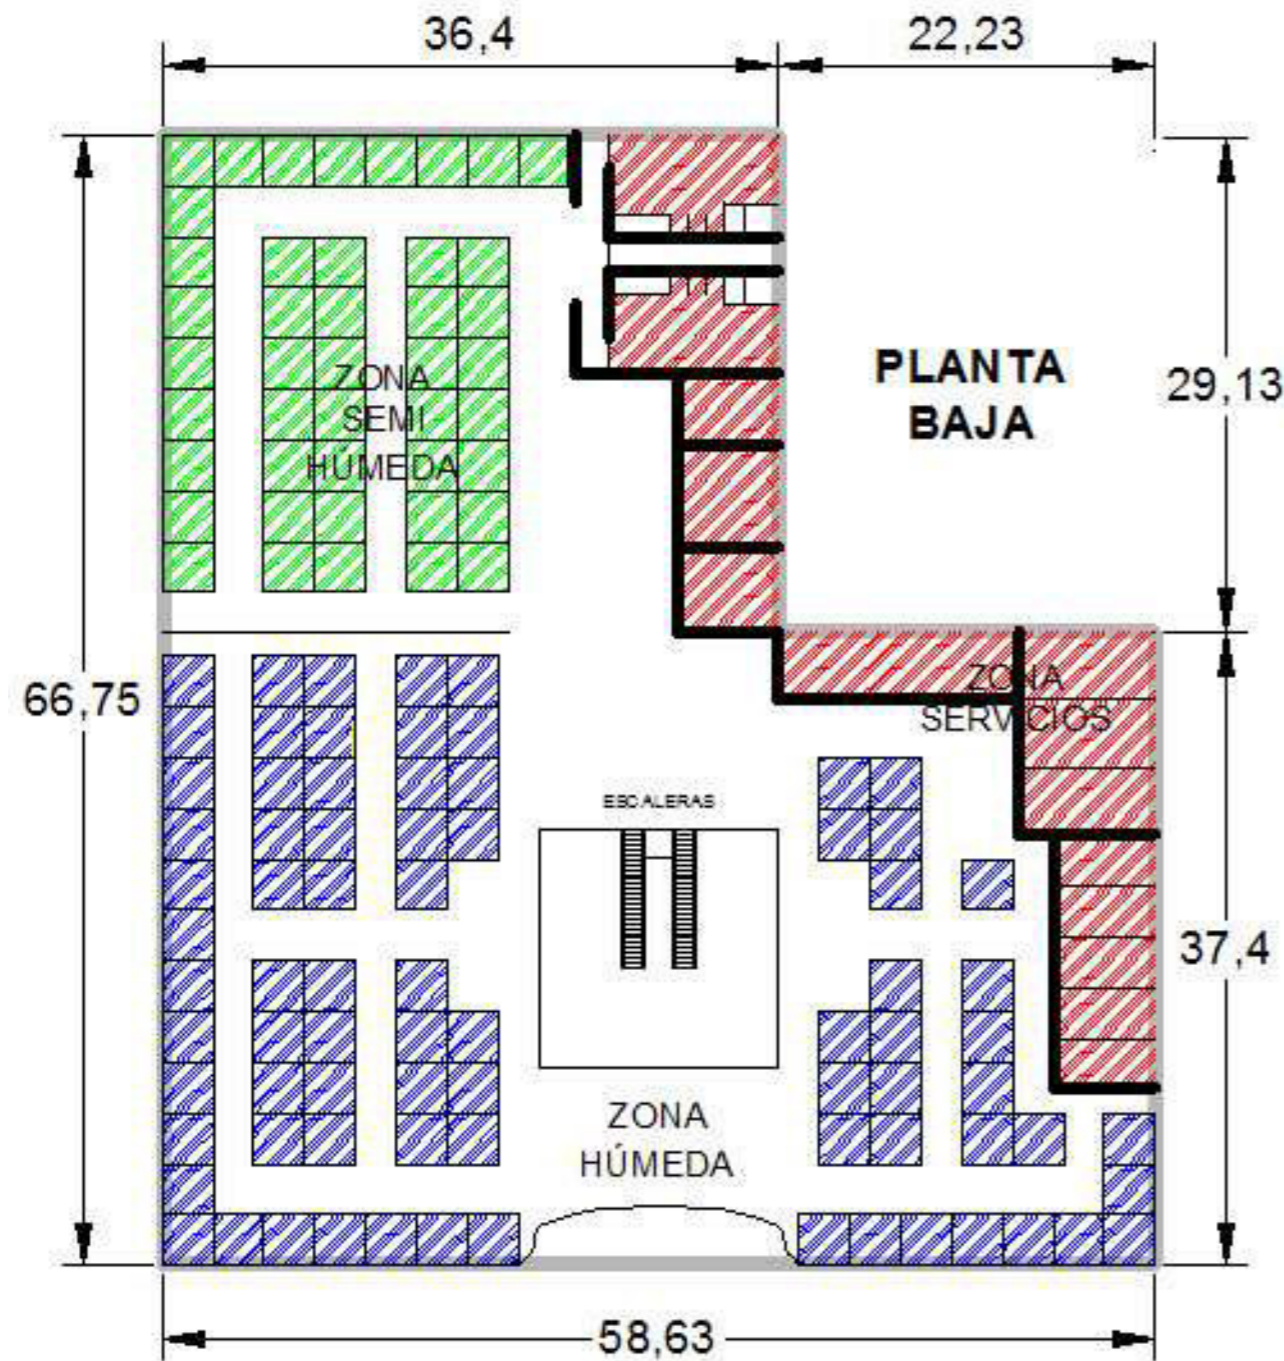 36,4
22,23
PLANTA
BAJA
29,13
ZONA
SEMI
HÚMEDA
66,75
ZONA
SERVICIOS
ESCALERAS
37,4
ZONA
HÚMEDA
58,63